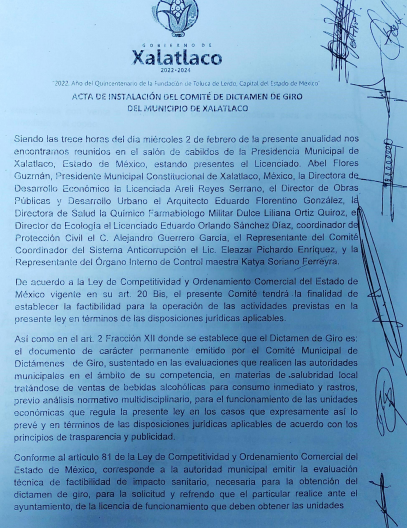 GOBIERNO DE
Xalatlaco
2022-2024
"2022. Año del Quincentenario de la Fundación de Toluca de Lerdo, Capital del Estado de México"
ACTA DE INSTALACIÓN DEL COMITÉ DE DICTAMEN DE GIRO
DEL MUNICIPIO DE XALATLACO
Siendo las trece horas del día miércoles 2 de febrero de la presente anualidad nos
encontramos reunidos en el salón de cabildos de la Presidencia Municipal de
Xalatlaco, Estado de México, estando presentes el Licenciado. Abel Flores
Guzmán, Presidente Municipal Constitucional de Xalatlaco, México, la Directora de
Desarrollo Económico la Licenciada Areli Reyes Serrano, el Director de Obras
Públicas y Desarrollo Urbano el Arquitecto Eduardo Florentino González, la
Directora de Salud la Químico Farmabiologo Militar Dulce Liliana Ortiz Quiroz, el
Director de Ecología el Licenciado Eduardo Orlando Sánchez Díaz, coordinador de
Protección Civil el C. Alejandro Guerrero García, el Representante del Comité
Coordinador del Sistema Anticorrupción el Lic. Eleazar Pichardo Enríquez, y la
Representante del Órgano Interno de Control maestra Katya Soriano Ferreyra.
De acuerdo a la Ley de Competitividad y Ordenamiento Comercial del Estado de
México vigente en su art. 20 Bis, el presente Comité tendrá la finalidad de
establecer la factibilidad para la operación de las actividades previstas en la
presente ley en términos de las disposiciones jurídicas aplicables.
Así como en el art. 2 Fracción XII donde se establece que el Dictamen de Giro es:
el documento de carácter permanente emitido por el Comité Municipal de
Dictámenes de Giro, sustentado en las evaluaciones que realicen las autoridades
municipales en el ámbito de su competencia, en materias de salubridad local
tratándose de ventas de bebidas alcohólicas para consumo inmediato y rastros,
previo análisis normativo multidisciplinario, para el funcionamiento de las unidades
económicas que regula la presente ley en los casos que expresamente así lo
prevé y en términos de las disposiciones jurídicas aplicables de acuerdo con los
principios de trasparencia y publicidad.
Conforme al artículo 81 de la Ley de Competitividad y Ordenamiento Comercial del
Estado de México, corresponde a la autoridad municipal emitir la evaluación
técnica de factibilidad de impacto sanitario, necesaria para la obtención del
dictamen de giro, para la solicitud y refrendo que el particular realice ante el
ayuntamiento, de la licencia de funcionamiento que deben obtener las unidades